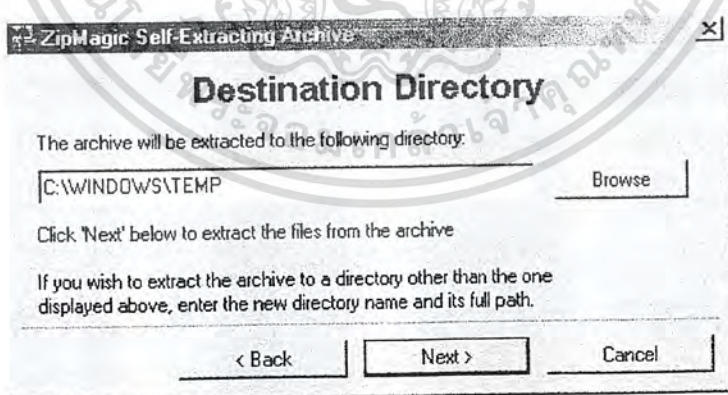 ZipMagic Self-Extracting Archive
Destination Directory
The archive will be extracted to the following directory:
C:\WINDOWS\TEMP
Browse
Click 'Next' below to extract the files from the archive
If you wish to extract the archive to a directory other than the one
displayed above, enter the new directory name and its full path.
< Back
Next >
Cancel